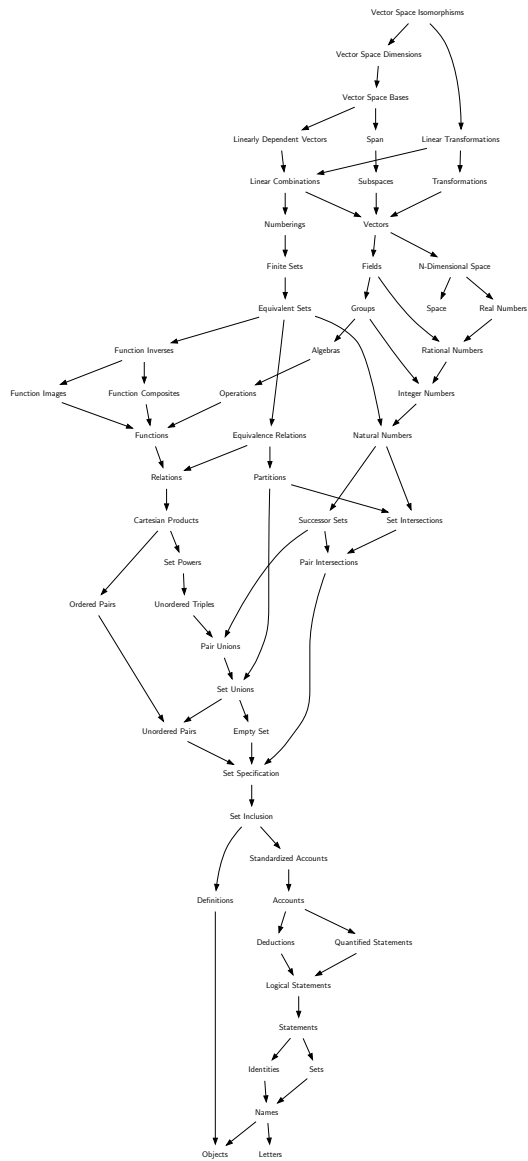 Vector Space Isomorphisms
Vector Space Dimensions
Vector Space Bases
Linearly Dependent Vectors Span Linear Transformations
Linear Combinations Subspaces Transformations
Numberings Vectors
Finite Sets Fields N-Dimensional Space
Equivalent Sets Groups Space Real Numbers
Function Inverses Algebras Rational Numbers
Function Images Function Composites Operations Integer Numbers
Functions Equivalence Relations Natural Numbers
Relations Partitions
Cartesian Products Successor Sets Set Intersections
Set Powers Pair Intersections
Ordered Pairs Unordered Triples
Pair Unions
Set Unions
Unordered Pairs Empty Set
Set Specification
Set Inclusion
Standardized Accounts
Definitions Accounts
Deductions Quantified Statements
Logical Statements
Statements
Identities Sets
Names
Objects Letters